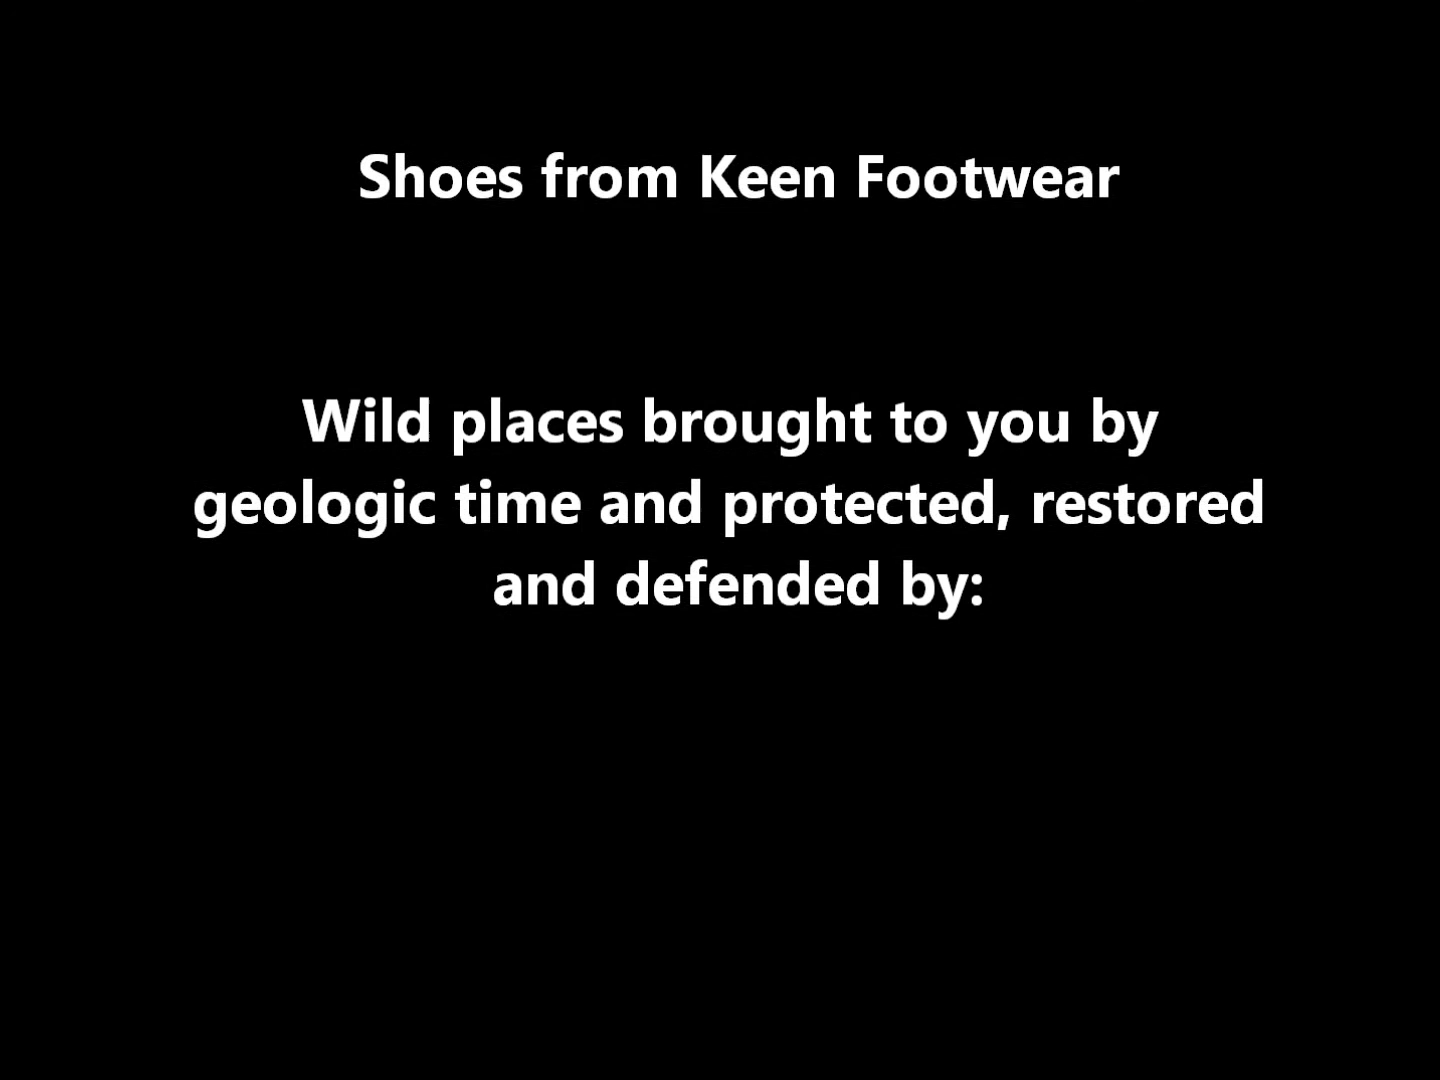 Shoes from Keen Footwear
Wild places brought to you by
geologic time and protected, restored
and defended by: